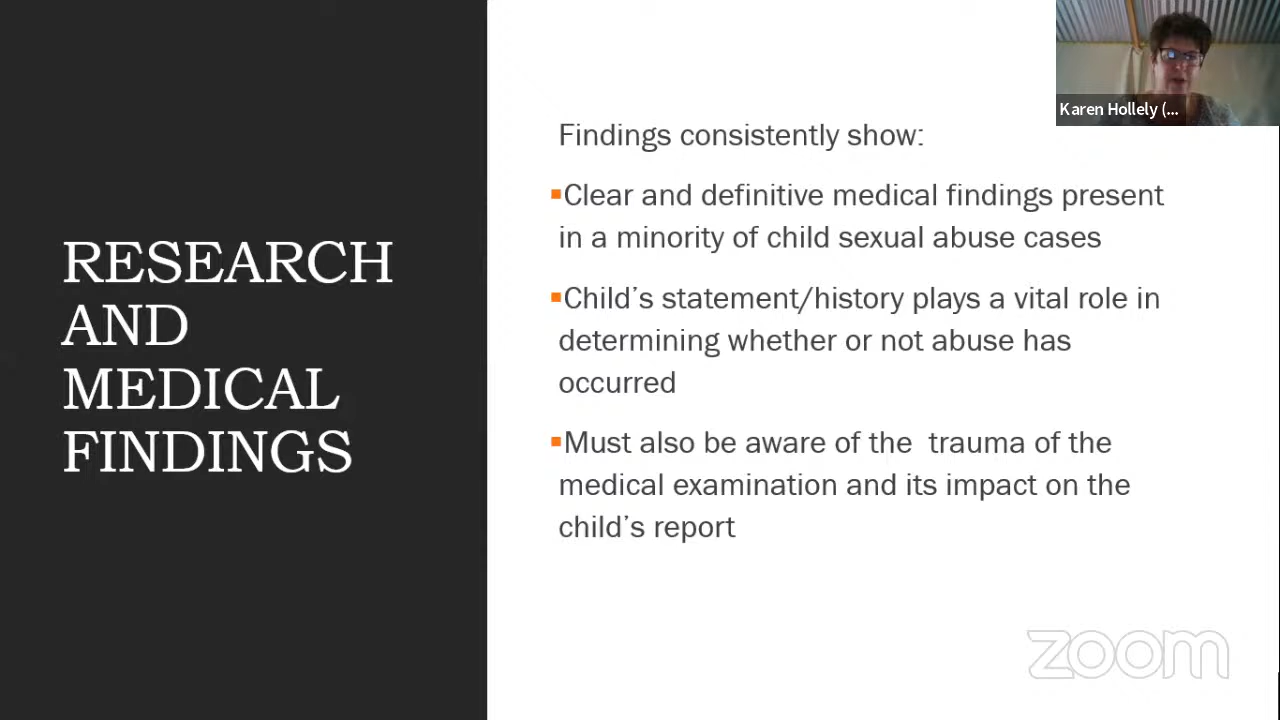 RESEARCH
AND
MEDICAL
FINDINGS
Findings consistently show:
▪Clear and definitive medical findings present
in a minority of child sexual abuse cases
▪Child’s statement/history plays a vital role in
determining whether or not abuse has
occurred
▪Must also be aware of the  trauma of the
medical examination and its impact on the
child’s report
Karen Hollely (...
zoom